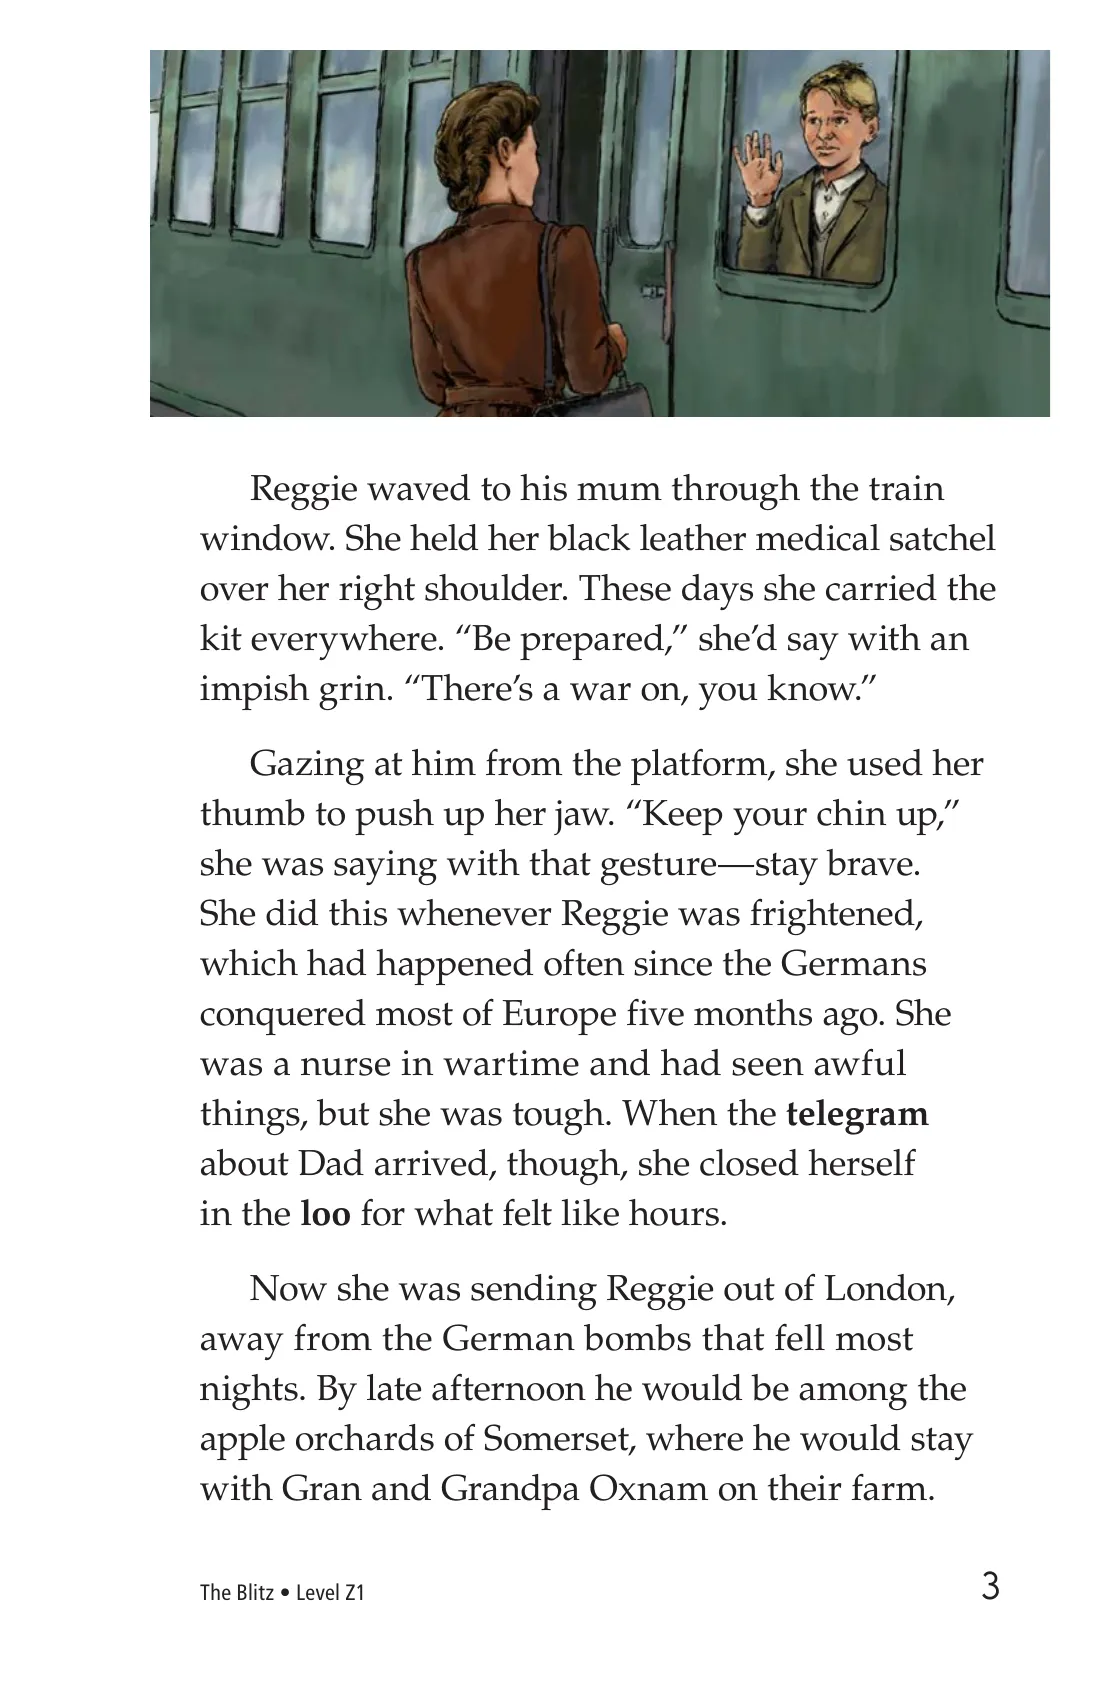 Reggie waved to his mum through the train
window. She held her black leather medical satchel
over her right shoulder. These days she carried the
kit everywhere. “Be prepared,” she’d say with an
impish grin. “There’s a war on, you know.”
Gazing at him from the platform, she used her
thumb to push up her jaw. “Keep your chin up,”
she was saying with that gesture—stay brave.
She did this whenever Reggie was frightened,
which had happened often since the Germans
conquered most of Europe five months ago. She
was a nurse in wartime and had seen awful
things, but she was tough. When the telegram
about Dad arrived, though, she closed herself
in the loo for what felt like hours.
Now she was sending Reggie out of London,
away from the German bombs that fell most
nights. By late afternoon he would be among the
apple orchards of Somerset, where he would stay
with Gran and Grandpa Oxnam on their farm.
The Blitz • Level Z1 3